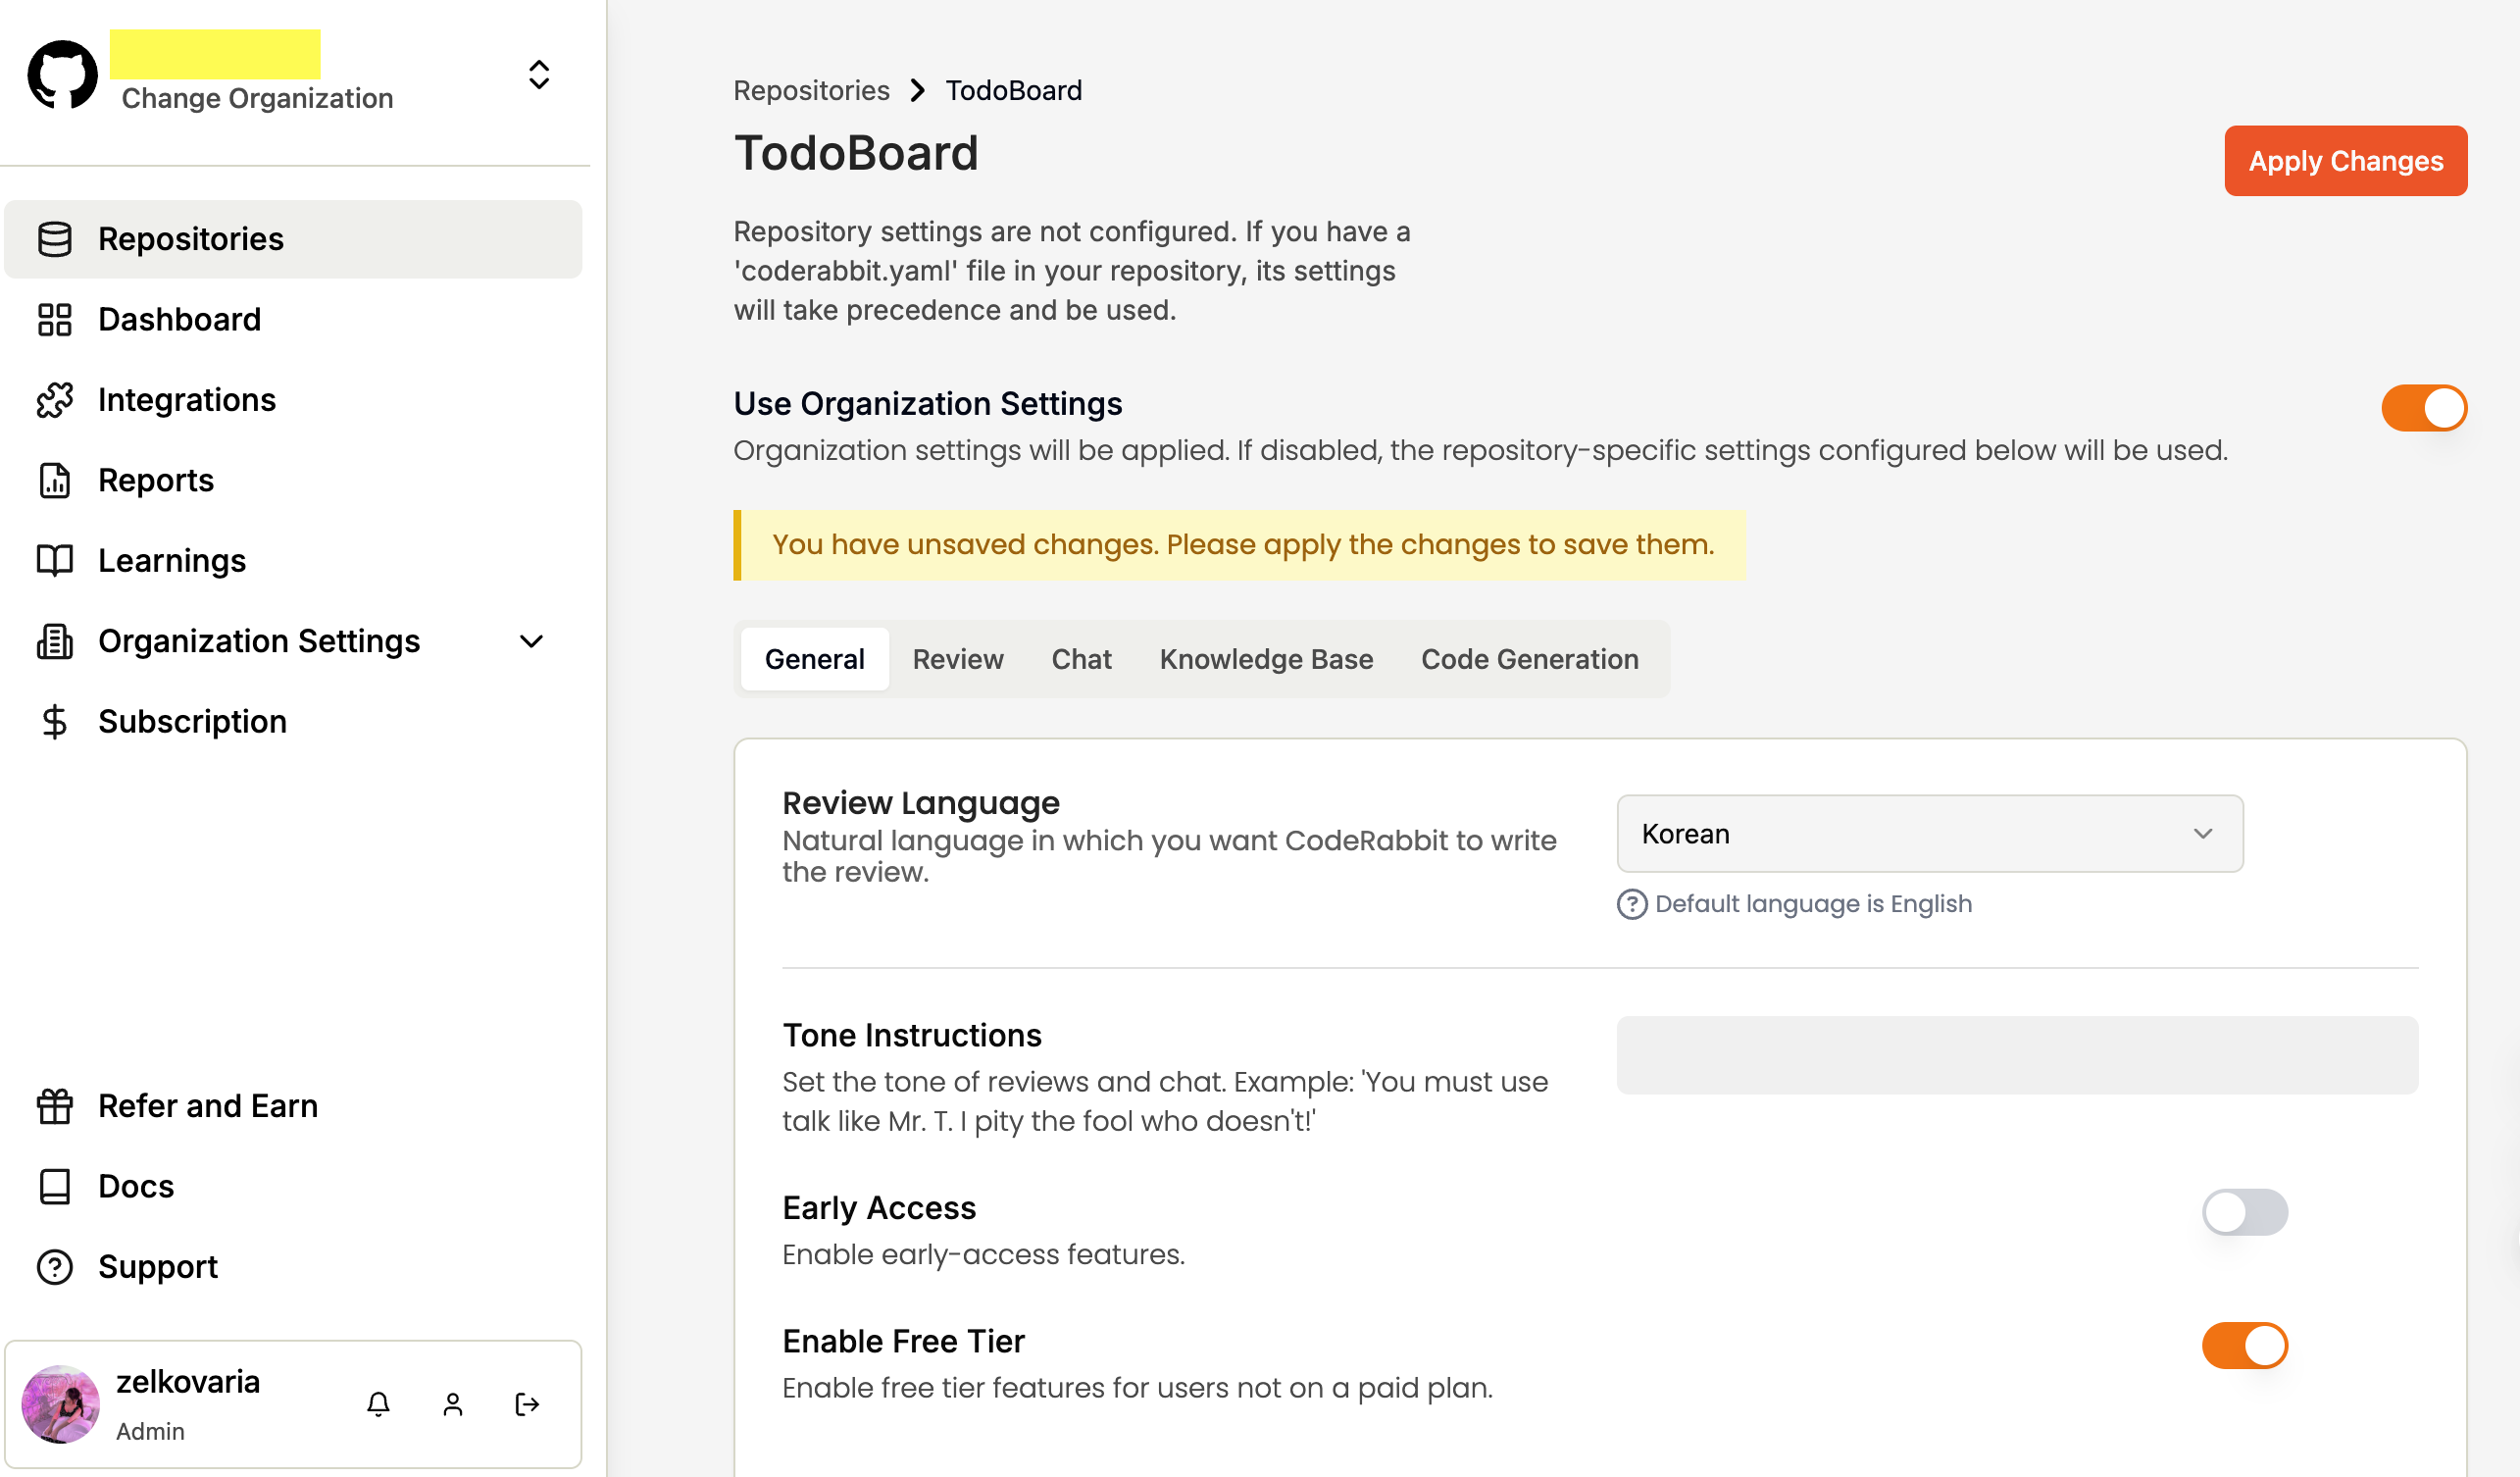 Change Organization
Repositories
Dashboard
Integrations
Reports
Learnings
Organization Settings
Subscription
Refer and Earn
Docs
Support
zelkovaria
Admin
Repositories > TodoBoard
TodoBoard
Apply Changes
Repository settings are not configured. If you have a
'coderabbit.yaml' file in your repository, its settings
will take precedence and be used.
Use Organization Settings
Organization settings will be applied. If disabled, the repository-specific settings configured below will be used.
You have unsaved changes. Please apply the changes to save them.
General Review Chat Knowledge Base Code Generation
Review Language
Natural language in which you want CodeRabbit to write
the review.
Korean
Default language is English
Tone Instructions
Set the tone of reviews and chat. Example: 'You must use
talk like Mr. T. I pity the fool who doesn't!'
Early Access
Enable early-access features.
Enable Free Tier
Enable free tier features for users not on a paid plan.